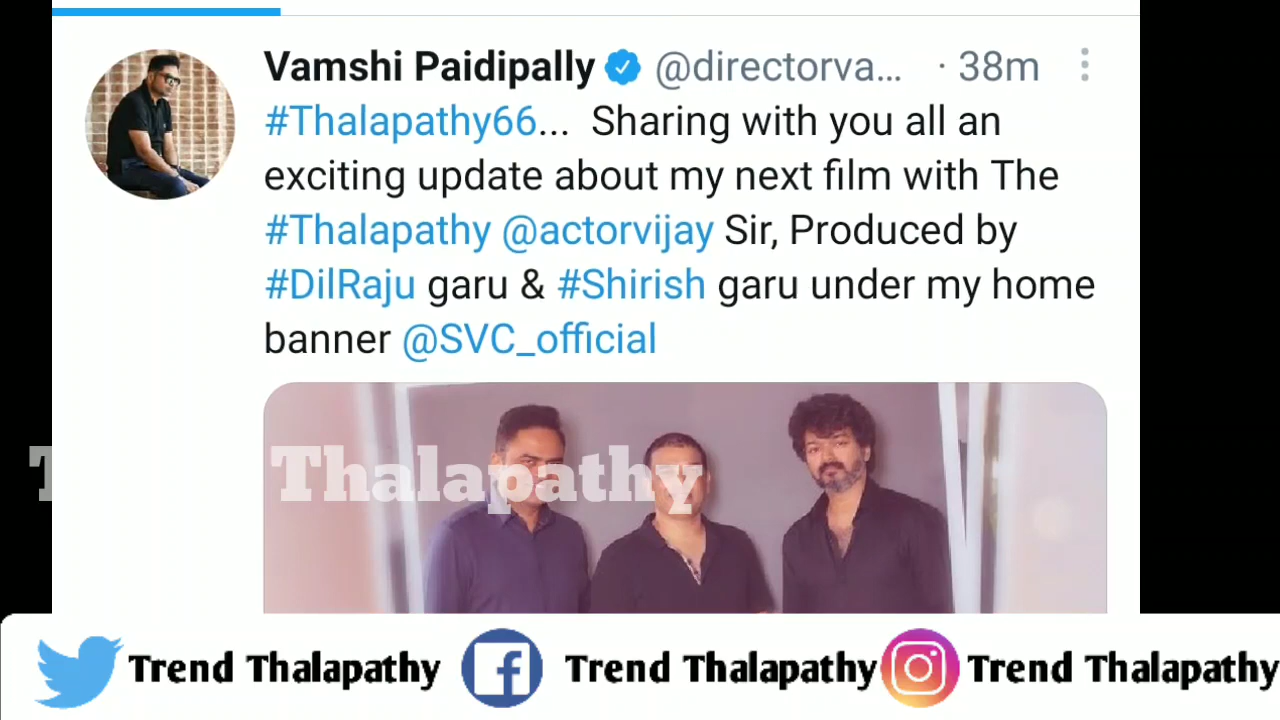 Vamshi Paidipally @directorva... · 38m
#Thalapathy66... Sharing with you all an
exciting update about my next film with The
#Thalapathy @actorvijay Sir, Produced by
#DilRaju garu & #Shirish garu under my home
banner @SVC_official
T Thalapathy
Trend Thalapathy Trend Thalapathy Trend Thalapathy